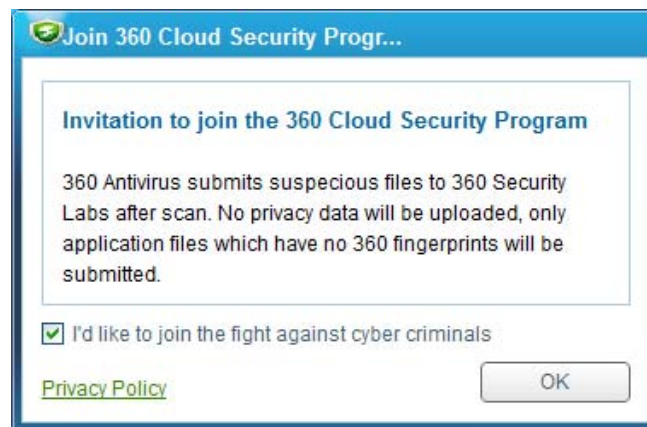 Join 360 Cloud Security Progr...
Invitation to join the 360 Cloud Security Program
360 Antivirus submits suspecious files to 360 Security
Labs after scan. No privacy data will be uploaded, only
application files which have no 360 fingerprints will be
submitted.
I'd like to join the fight against cyber criminals
Privacy Policy
OK